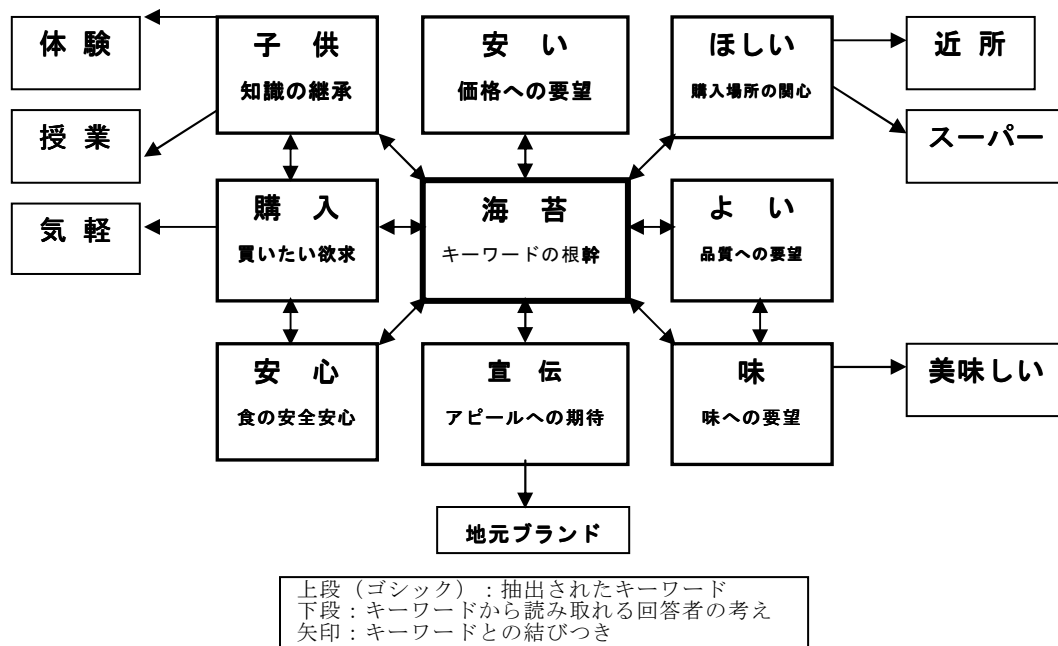 体 験
子 供
知識の継承
安 い
価格への要望
ほしい
購入場所の関心
近 所
授 業
スーパー
気 軽
購 入
買いたい欲求
海 苔
キーワードの根幹
よ い
品質への要望
安 心
食の安全安心
宣 伝
アピールへの期待
味
味への要望
美味しい
地元ブランド
上段（ゴシック）：抽出されたキーワード
下段：キーワードから読み取れる回答者の考え
矢印：キーワードとの結びつき